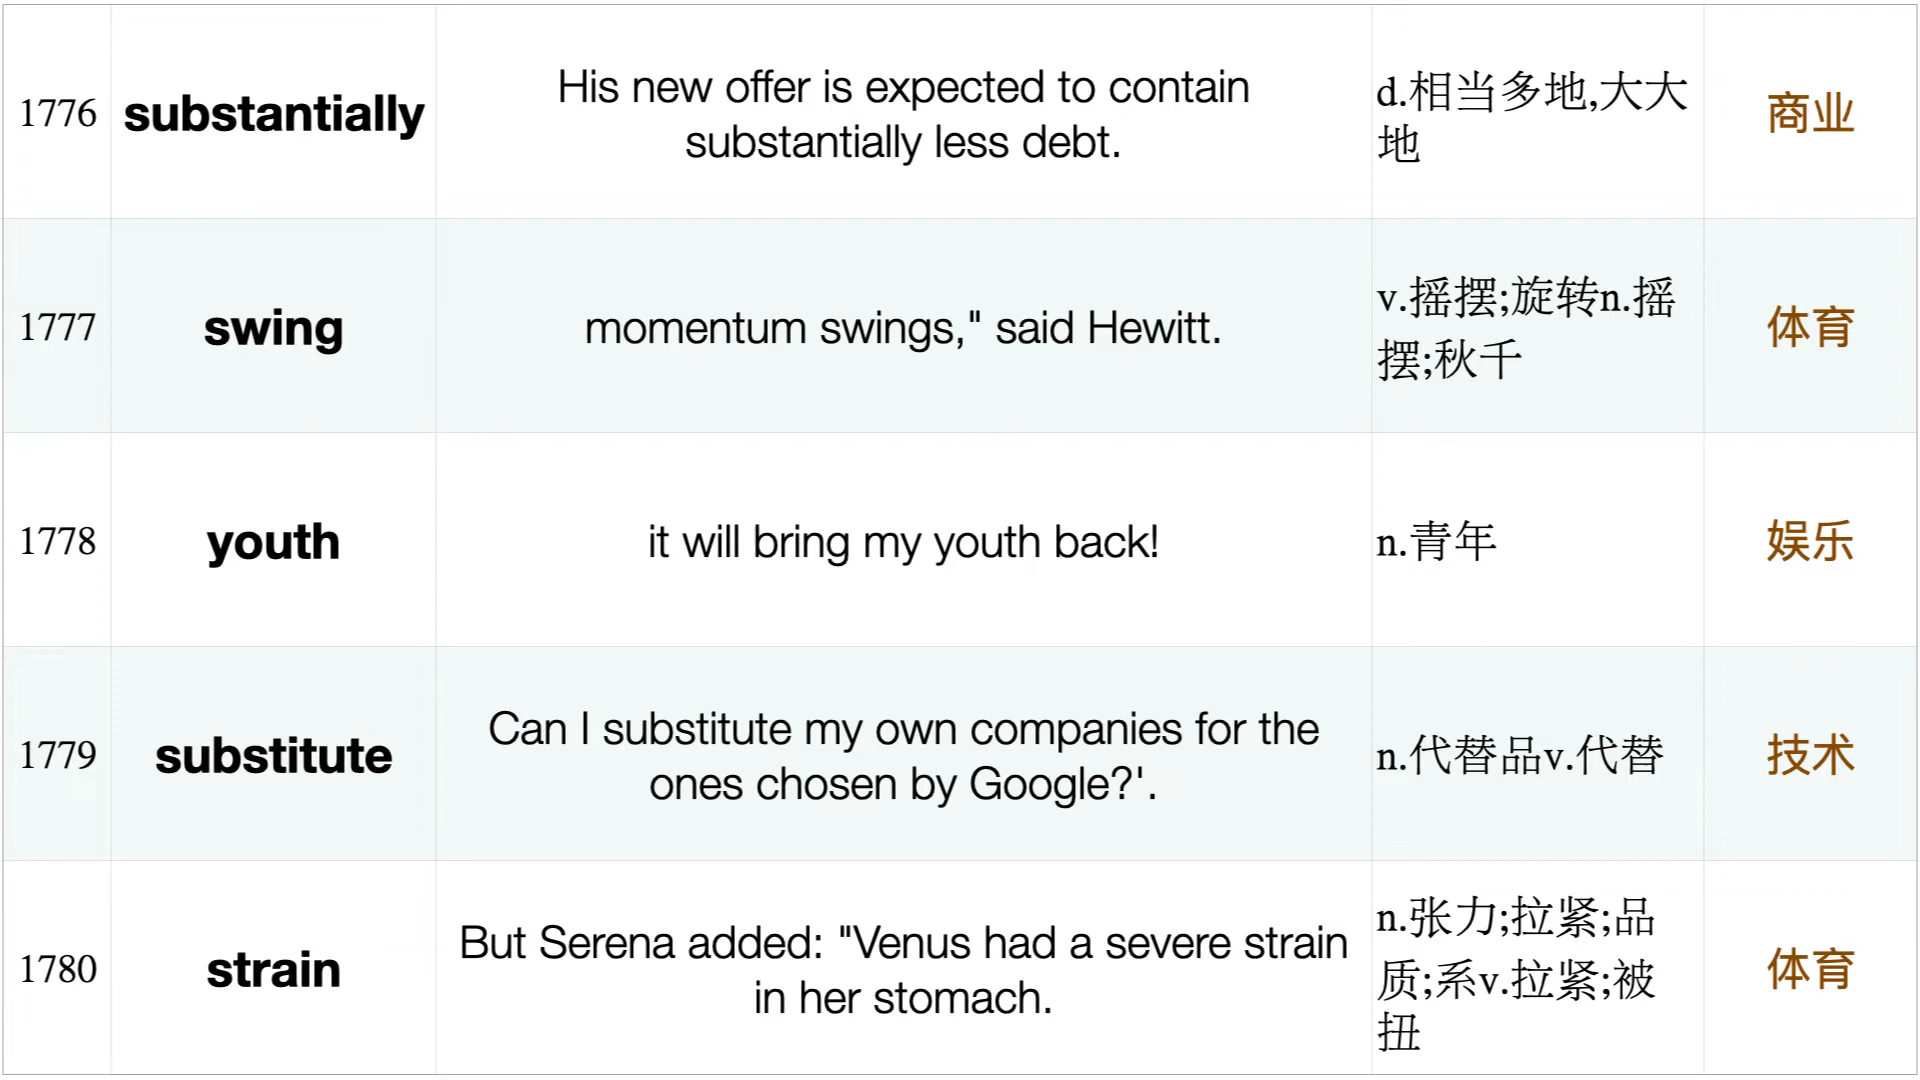 1776 substantially His new offer is expected to contain substantially less debt. d.相当多地,大大地 商业
1777 swing momentum swings," said Hewitt. v.摇摆;旋转n.摇摆;秋千 体育
1778 youth it will bring my youth back! n.青年 娱乐
1779 substitute Can I substitute my own companies for the ones chosen by Google?'. n.代替品v.代替 技术
1780 strain But Serena added: "Venus had a severe strain in her stomach. n.张力;拉紧;品质;系v.拉紧;被扭 体育